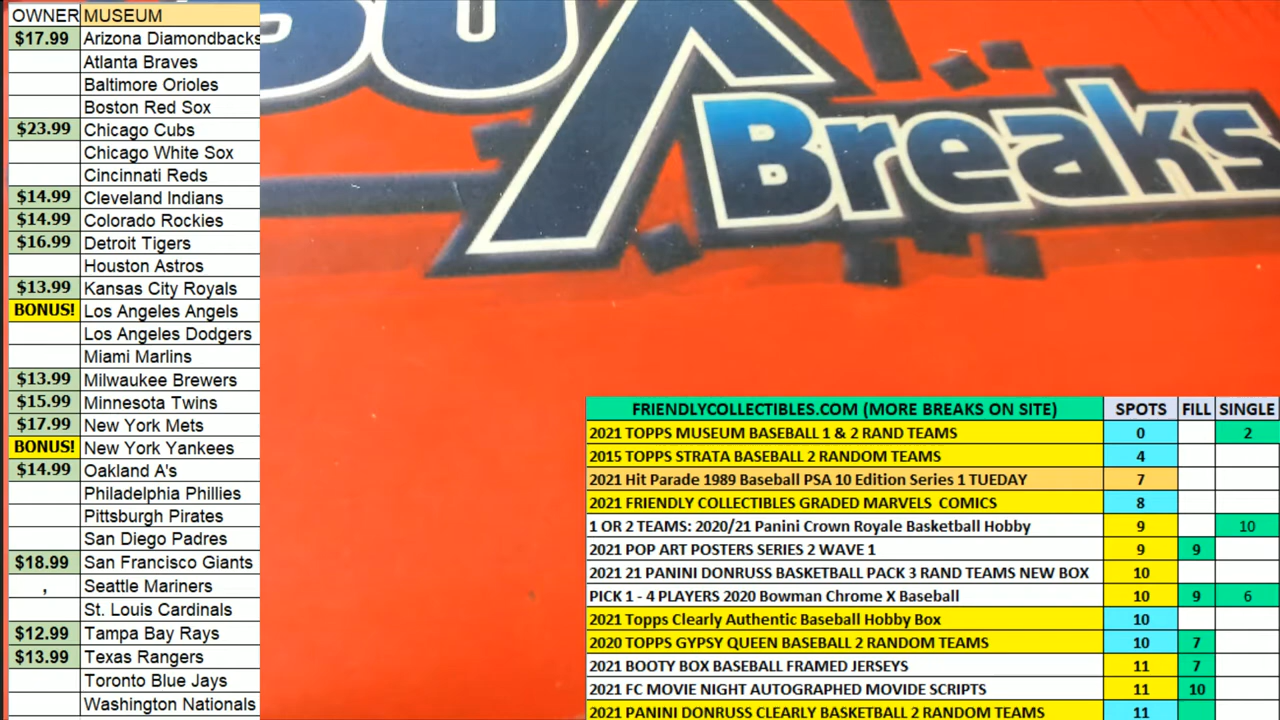 OWNER MUSEUM
$17.99 Arizona Diamondbacks
Atlanta Braves
Baltimore Orioles
Boston Red Sox
$23.99 Chicago Cubs
Chicago White Sox
Cincinnati Reds
$14.99 Cleveland Indians
$14.99 Colorado Rockies
$16.99 Detroit Tigers
Houston Astros
$13.99 Kansas City Royals
BONUS! Los Angeles Angels
Los Angeles Dodgers
Miami Marlins
$13.99 Milwaukee Brewers
$15.99 Minnesota Twins
$17.99 New York Mets
BONUS! New York Yankees
$14.99 Oakland A's
Philadelphia Phillies
Pittsburgh Pirates
San Diego Padres
$18.99 San Francisco Giants
, Seattle Mariners
St. Louis Cardinals
$12.99 Tampa Bay Rays
$13.99 Texas Rangers
Toronto Blue Jays
Washington Nationals
Breaks
FRIENDLYCOLLECTIBLES.COM (MORE BREAKS ON SITE) SPOTS FILL SINGLE
2021 TOPPS MUSEUM BASEBALL 1 & 2 RAND TEAMS 0 2
2015 TOPPS STRATA BASEBALL 2 RANDOM TEAMS 4
2021 Hit Parade 1989 Baseball PSA 10 Edition Series 1 TUEDAY 7
2021 FRIENDLY COLLECTIBLES GRADED MARVELS COMICS 8
1 OR 2 TEAMS: 2020/21 Panini Crown Royale Basketball Hobby 9 10
2021 POP ART POSTERS SERIES 2 WAVE 1 9 9
2021 21 PANINI DONRUSS BASKETBALL PACK 3 RAND TEAMS NEW BOX 10
PICK 1 - 4 PLAYERS 2020 Bowman Chrome X Baseball 10 9 6
2021 Topps Clearly Authentic Baseball Hobby Box 10
2020 TOPPS GYPSY QUEEN BASEBALL 2 RANDOM TEAMS 10 7
2021 BOOTY BOX BASEBALL FRAMED JERSEYS 11 7
2021 FC MOVIE NIGHT AUTOGRAPHED MOVIDE SCRIPTS 11 10
2021 PANINI DONRUSS CLEARLY BASKETBALL 2 RANDOM TEAMS 11